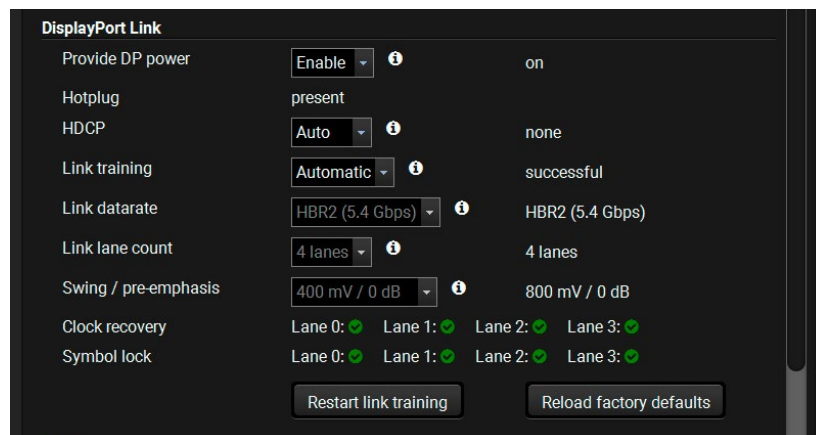 DisplayPort Link
Provide DP power Enable on
Hotplug present
HDCP Auto none
Link training Automatic successful
Link datarate HBR2 (5.4 Gbps) HBR2 (5.4 Gbps)
Link lane count 4 lanes 4 lanes
Swing / pre-emphasis 400 mV / 0 dB 800 mV / 0 dB
Clock recovery Lane 0: Lane 1: Lane 2: Lane 3:
Symbol lock Lane 0: Lane 1: Lane 2: Lane 3:
Restart link training Reload factory defaults